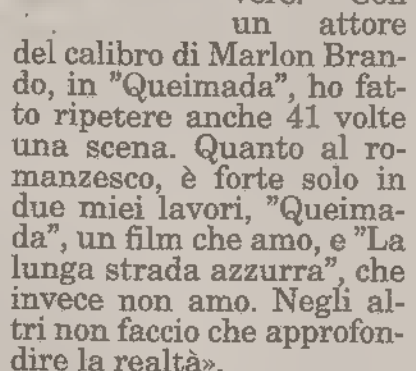 un attore
del calibro di Marlon Bran-
do, in "Queimada", ho fat-
to ripetere anche 41 volte
una scena. Quanto al ro-
manzesco, è forte solo in
due miei lavori, "Queima-
da", un film che amo, e "La
lunga strada azzurra", che
invece non amo. Negli al-
tri non faccio che approfon-
dire la realtà».